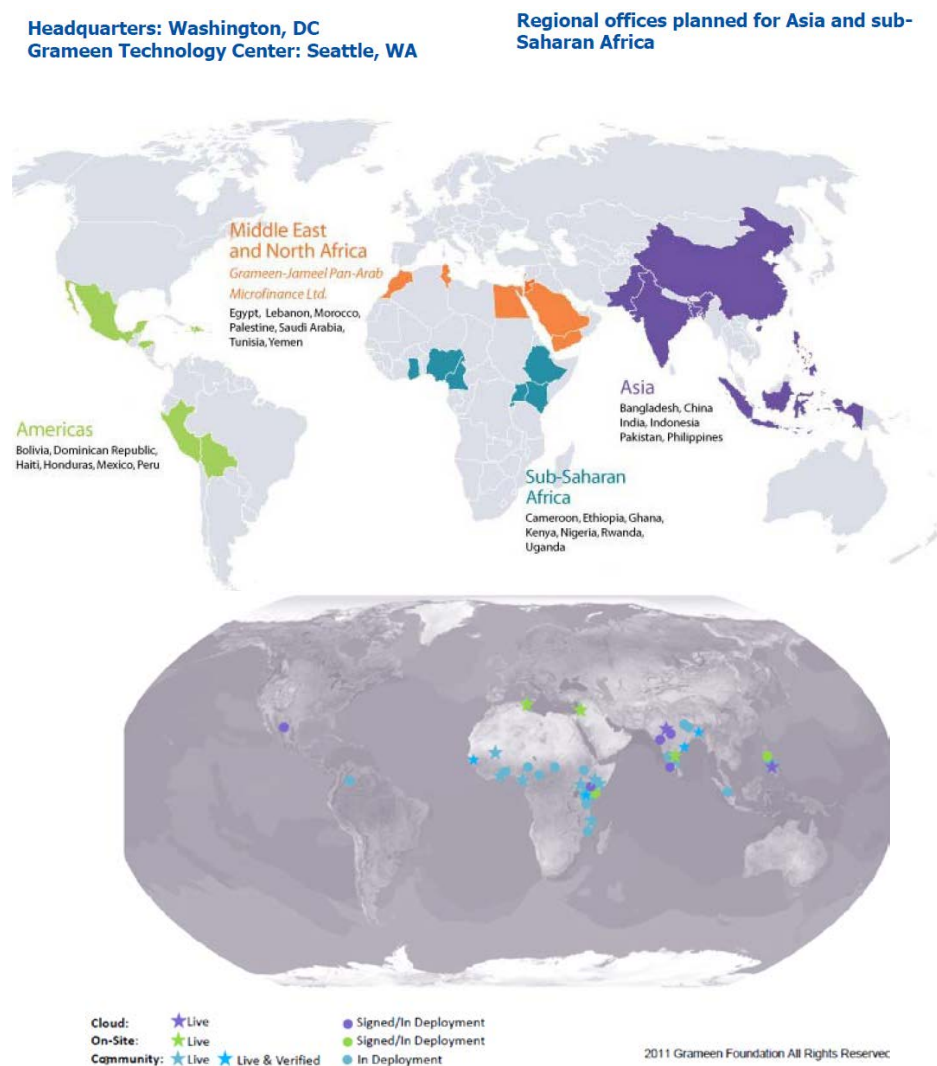 Headquarters: Washington, DC
Grameen Technology Center: Seattle, WA
Regional offices planned for Asia and sub-
Saharan Africa
Middle East
and North Africa
Grameen-Jameel Pan-Arab
Microfinance Ltd.
Egypt, Lebanon, Morocco,
Palestine, Saudi Arabia,
Tunisia, Yemen
Asia
Bangladesh, China
India, Indonesia
Pakistan, Philippines
Americas
Bolivia, Dominican Republic,
Haiti, Honduras, Mexico, Peru
Sub-Saharan
Africa
Cameroon, Ethiopia, Ghana,
Kenya, Nigeria, Rwanda,
Uganda
Cloud: Live Signed/In Deployment
On-Site: Live Signed/In Deployment
Community: Live Live & Verified In Deployment
2011 Grameen Foundation All Rights Reservec